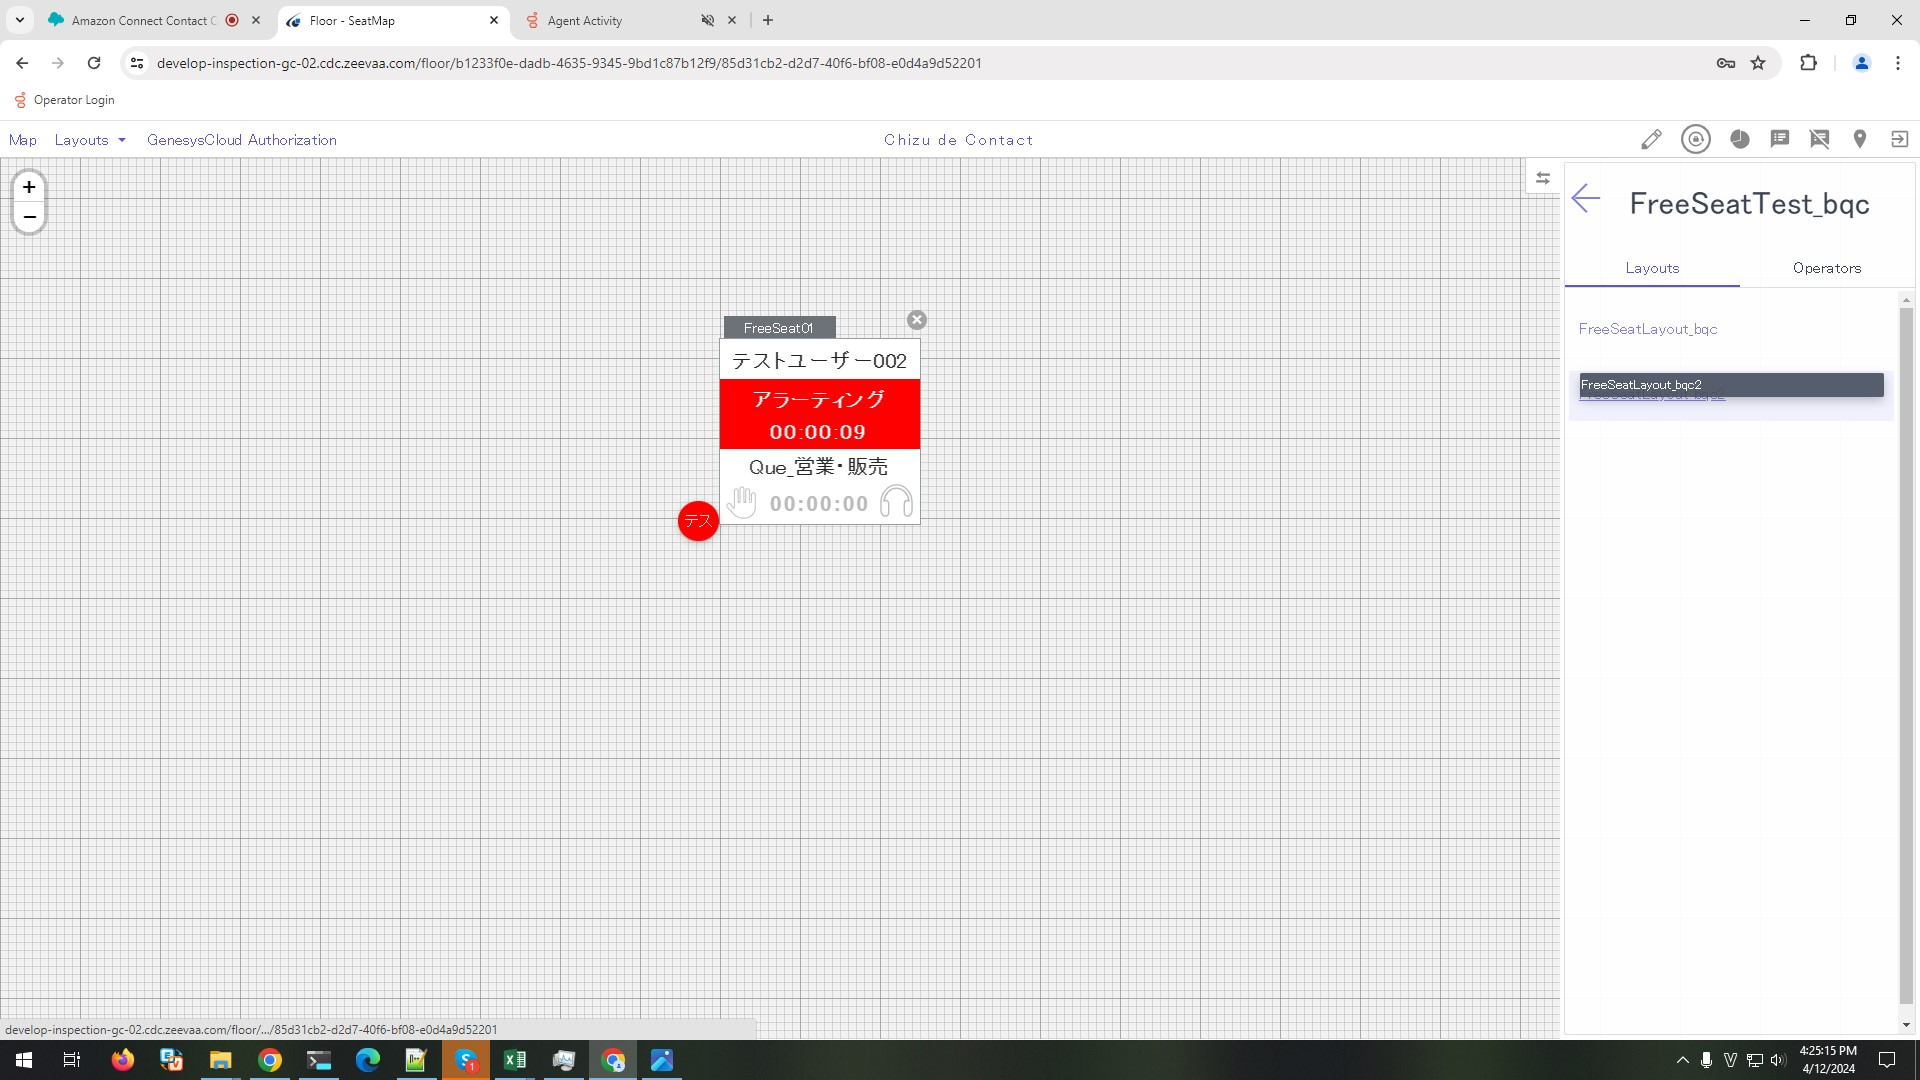 Amazon Connect Contact C
Floor - SeatMap
Agent Activity
develop-inspection-gc-02.cdc.zeevaa.com/floor/b1233f0e-dadb-4635-9345-9bd1c87b12f9/85d31cb2-d2d7-40f6-bf08-e0d4a9d52201
Operator Login
Map
Layouts
GenesysCloud Authorization
Chizu de Contact
+
−
FreeSeatTest_bqc
Layouts
Operators
FreeSeatLayout_bqc
FreeSeatLayout_bqc2
FreeSeat01
テストユーザー002
アラーティング
00:00:09
Que_営業・販売
00:00:00
テス
develop-inspection-gc-02.cdc.zeevaa.com/floor/.../85d31cb2-d2d7-40f6-bf08-e0d4a9d52201
4:25:15 PM
4/12/2024